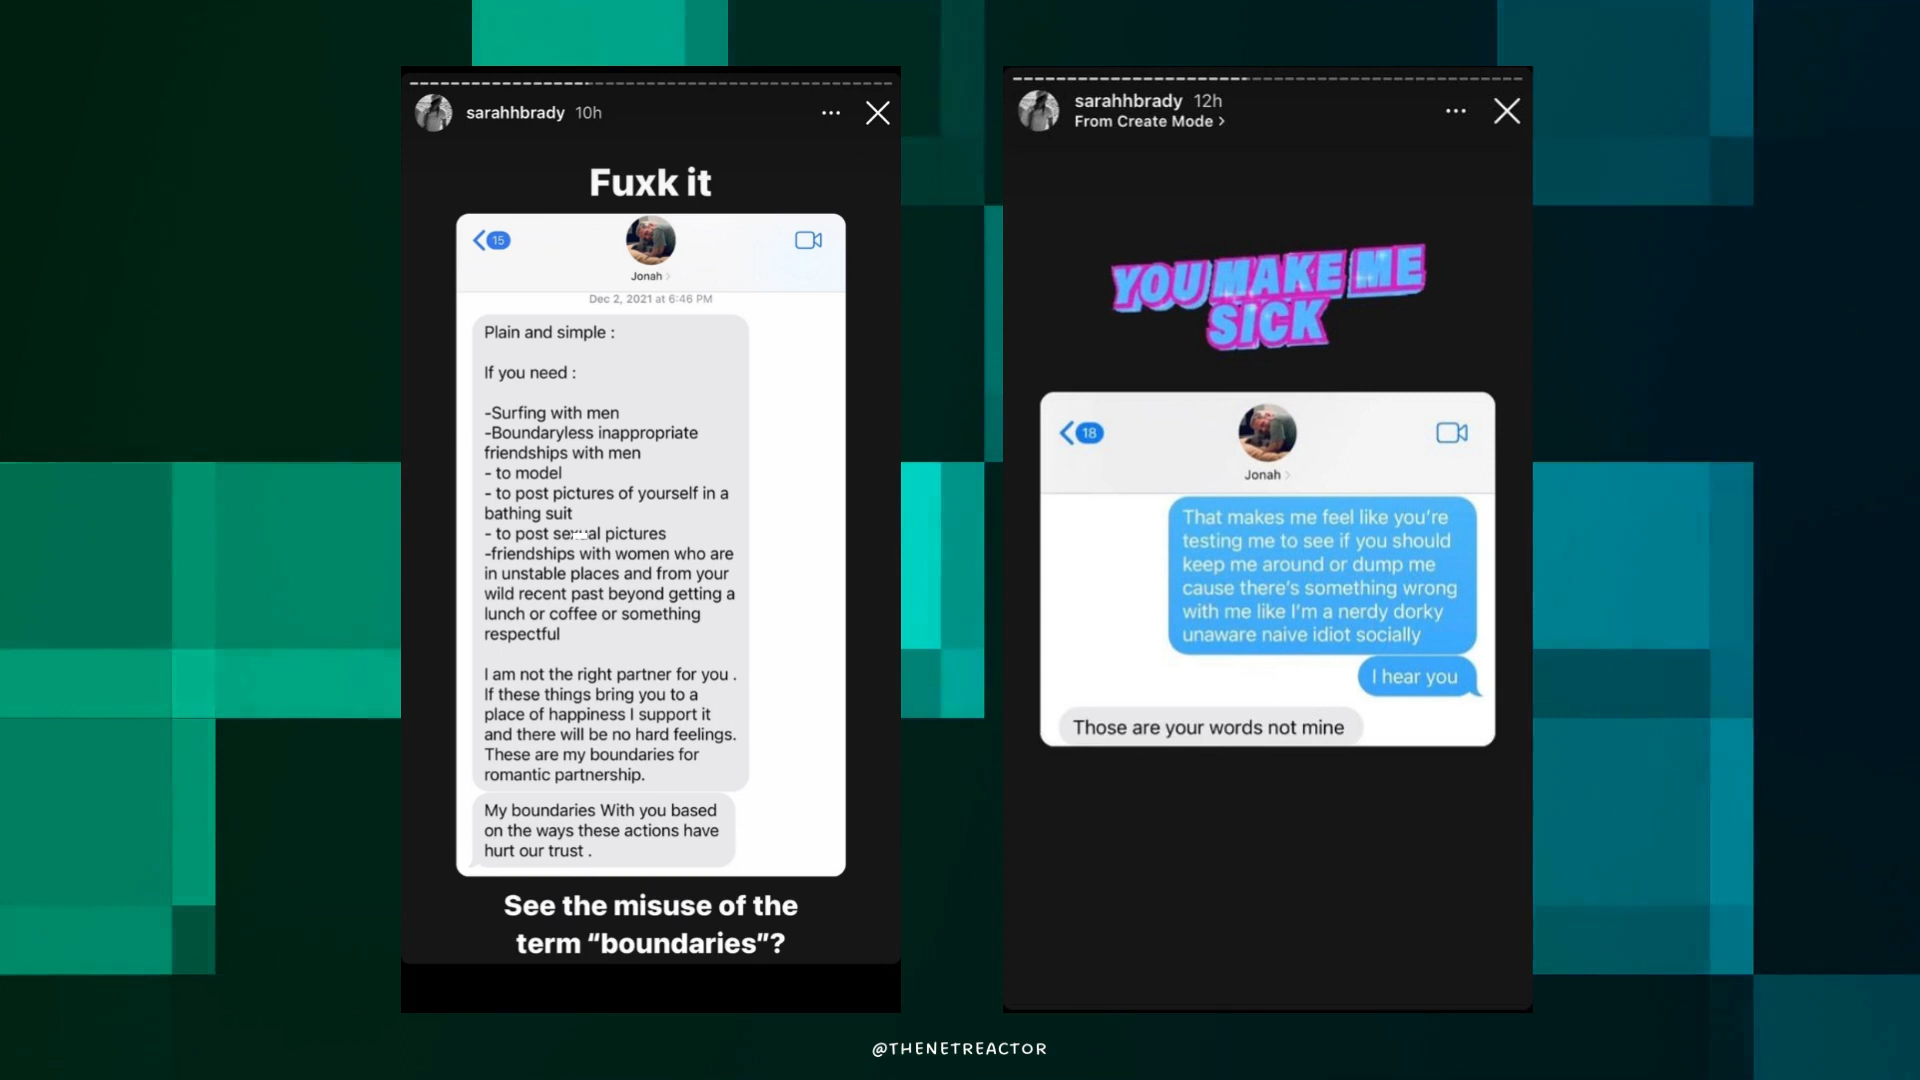 sarahhbrady 10h
Fuxk it
15
Jonah
Dec 2, 2021 at 6:46 PM
Plain and simple :
If you need :
-Surfing with men
-Boundaryless inappropriate
friendships with men
- to model
- to post pictures of yourself in a
bathing suit
- to post sexual pictures
-friendships with women who are
in unstable places and from your
wild recent past beyond getting a
lunch or coffee or something
respectful
I am not the right partner for you .
If these things bring you to a
place of happiness I support it
and there will be no hard feelings.
These are my boundaries for
romantic partnership.
My boundaries With you based
on the ways these actions have
hurt our trust .
See the misuse of the
term “boundaries”?
sarahhbrady 12h
From Create Mode >
YOU MAKE ME
SICK
18
Jonah
That makes me feel like you’re
testing me to see if you should
keep me around or dump me
cause there’s something wrong
with me like I’m a nerdy dorky
unaware naive idiot socially
I hear you
Those are your words not mine
@THENETREACTOR